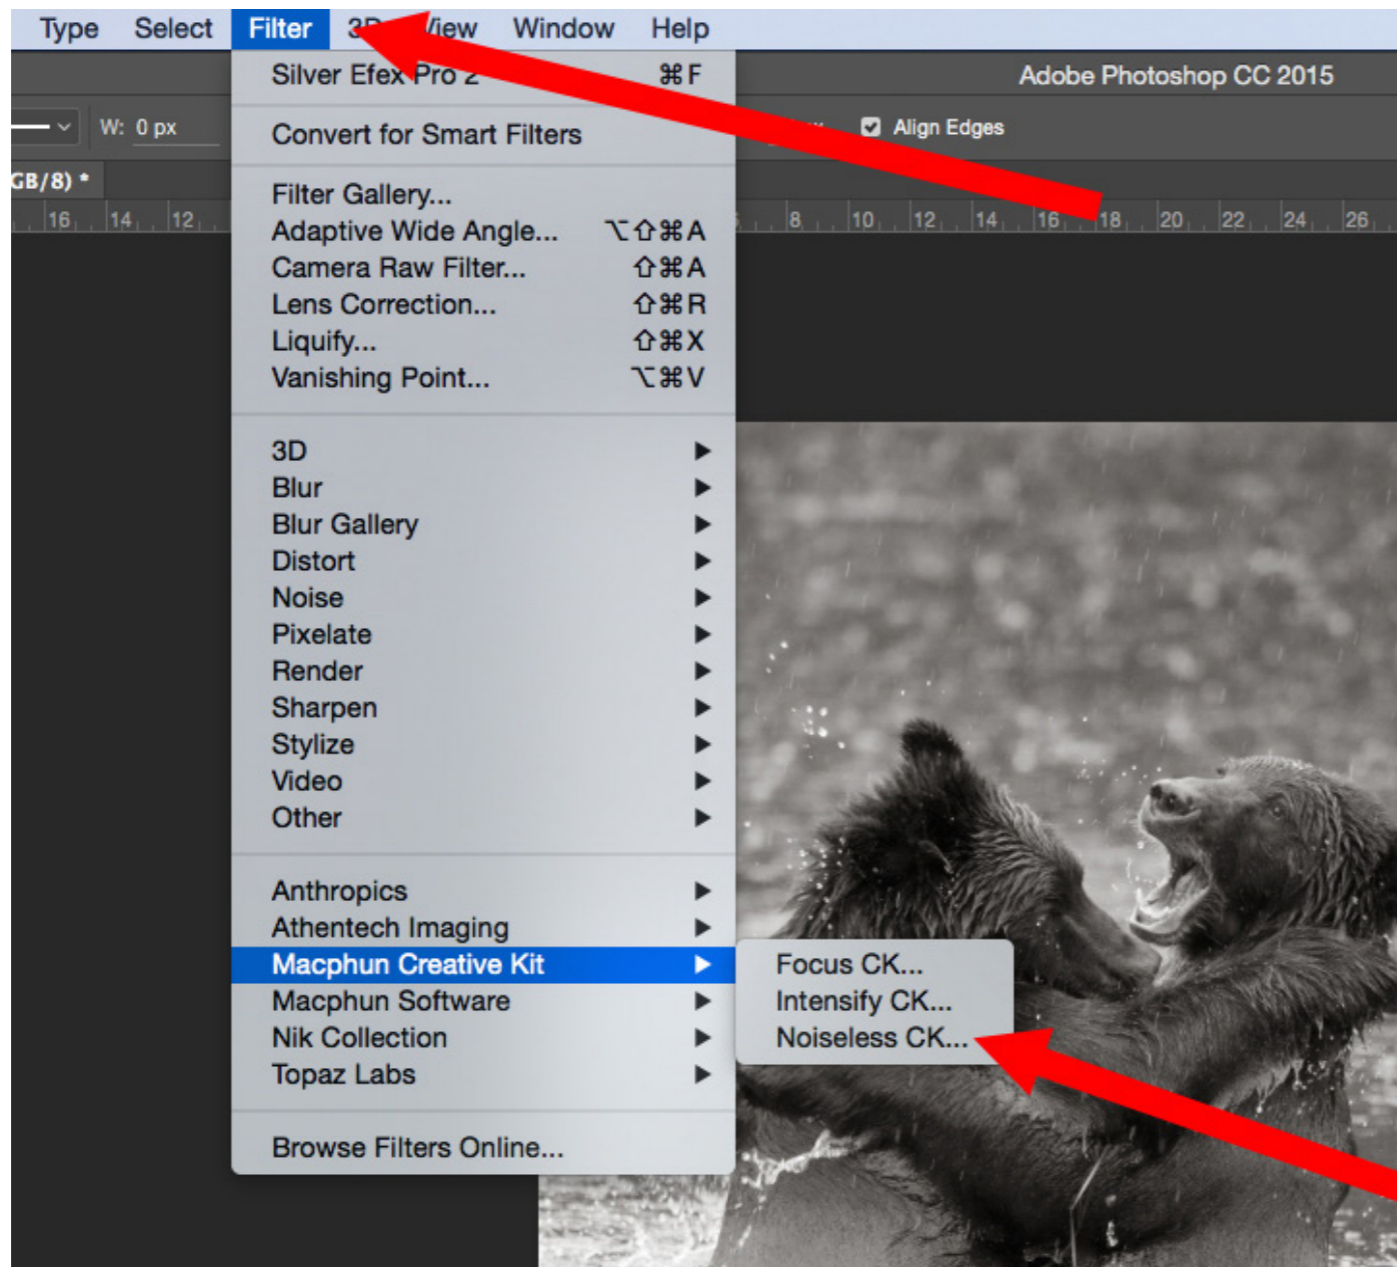 Type Select Filter View Window Help
Silver Efex Pro 2 ⌘F
Adobe Photoshop CC 2015
W: 0 px
Align Edges
Convert for Smart Filters
GB/8) *
Filter Gallery...
16 14 12 8 10 12 14 16 18 20 22 24 26
Adaptive Wide Angle... ⌥⇧⌘A
Camera Raw Filter... ⇧⌘A
Lens Correction... ⇧⌘R
Liquify... ⇧⌘X
Vanishing Point... ⌥⌘V
3D
Blur
Blur Gallery
Distort
Noise
Pixelate
Render
Sharpen
Stylize
Video
Other
Anthropics
Athentech Imaging
Macphun Creative Kit
Macphun Software
Nik Collection
Topaz Labs
Focus CK...
Intensify CK...
Noiseless CK...
Browse Filters Online...